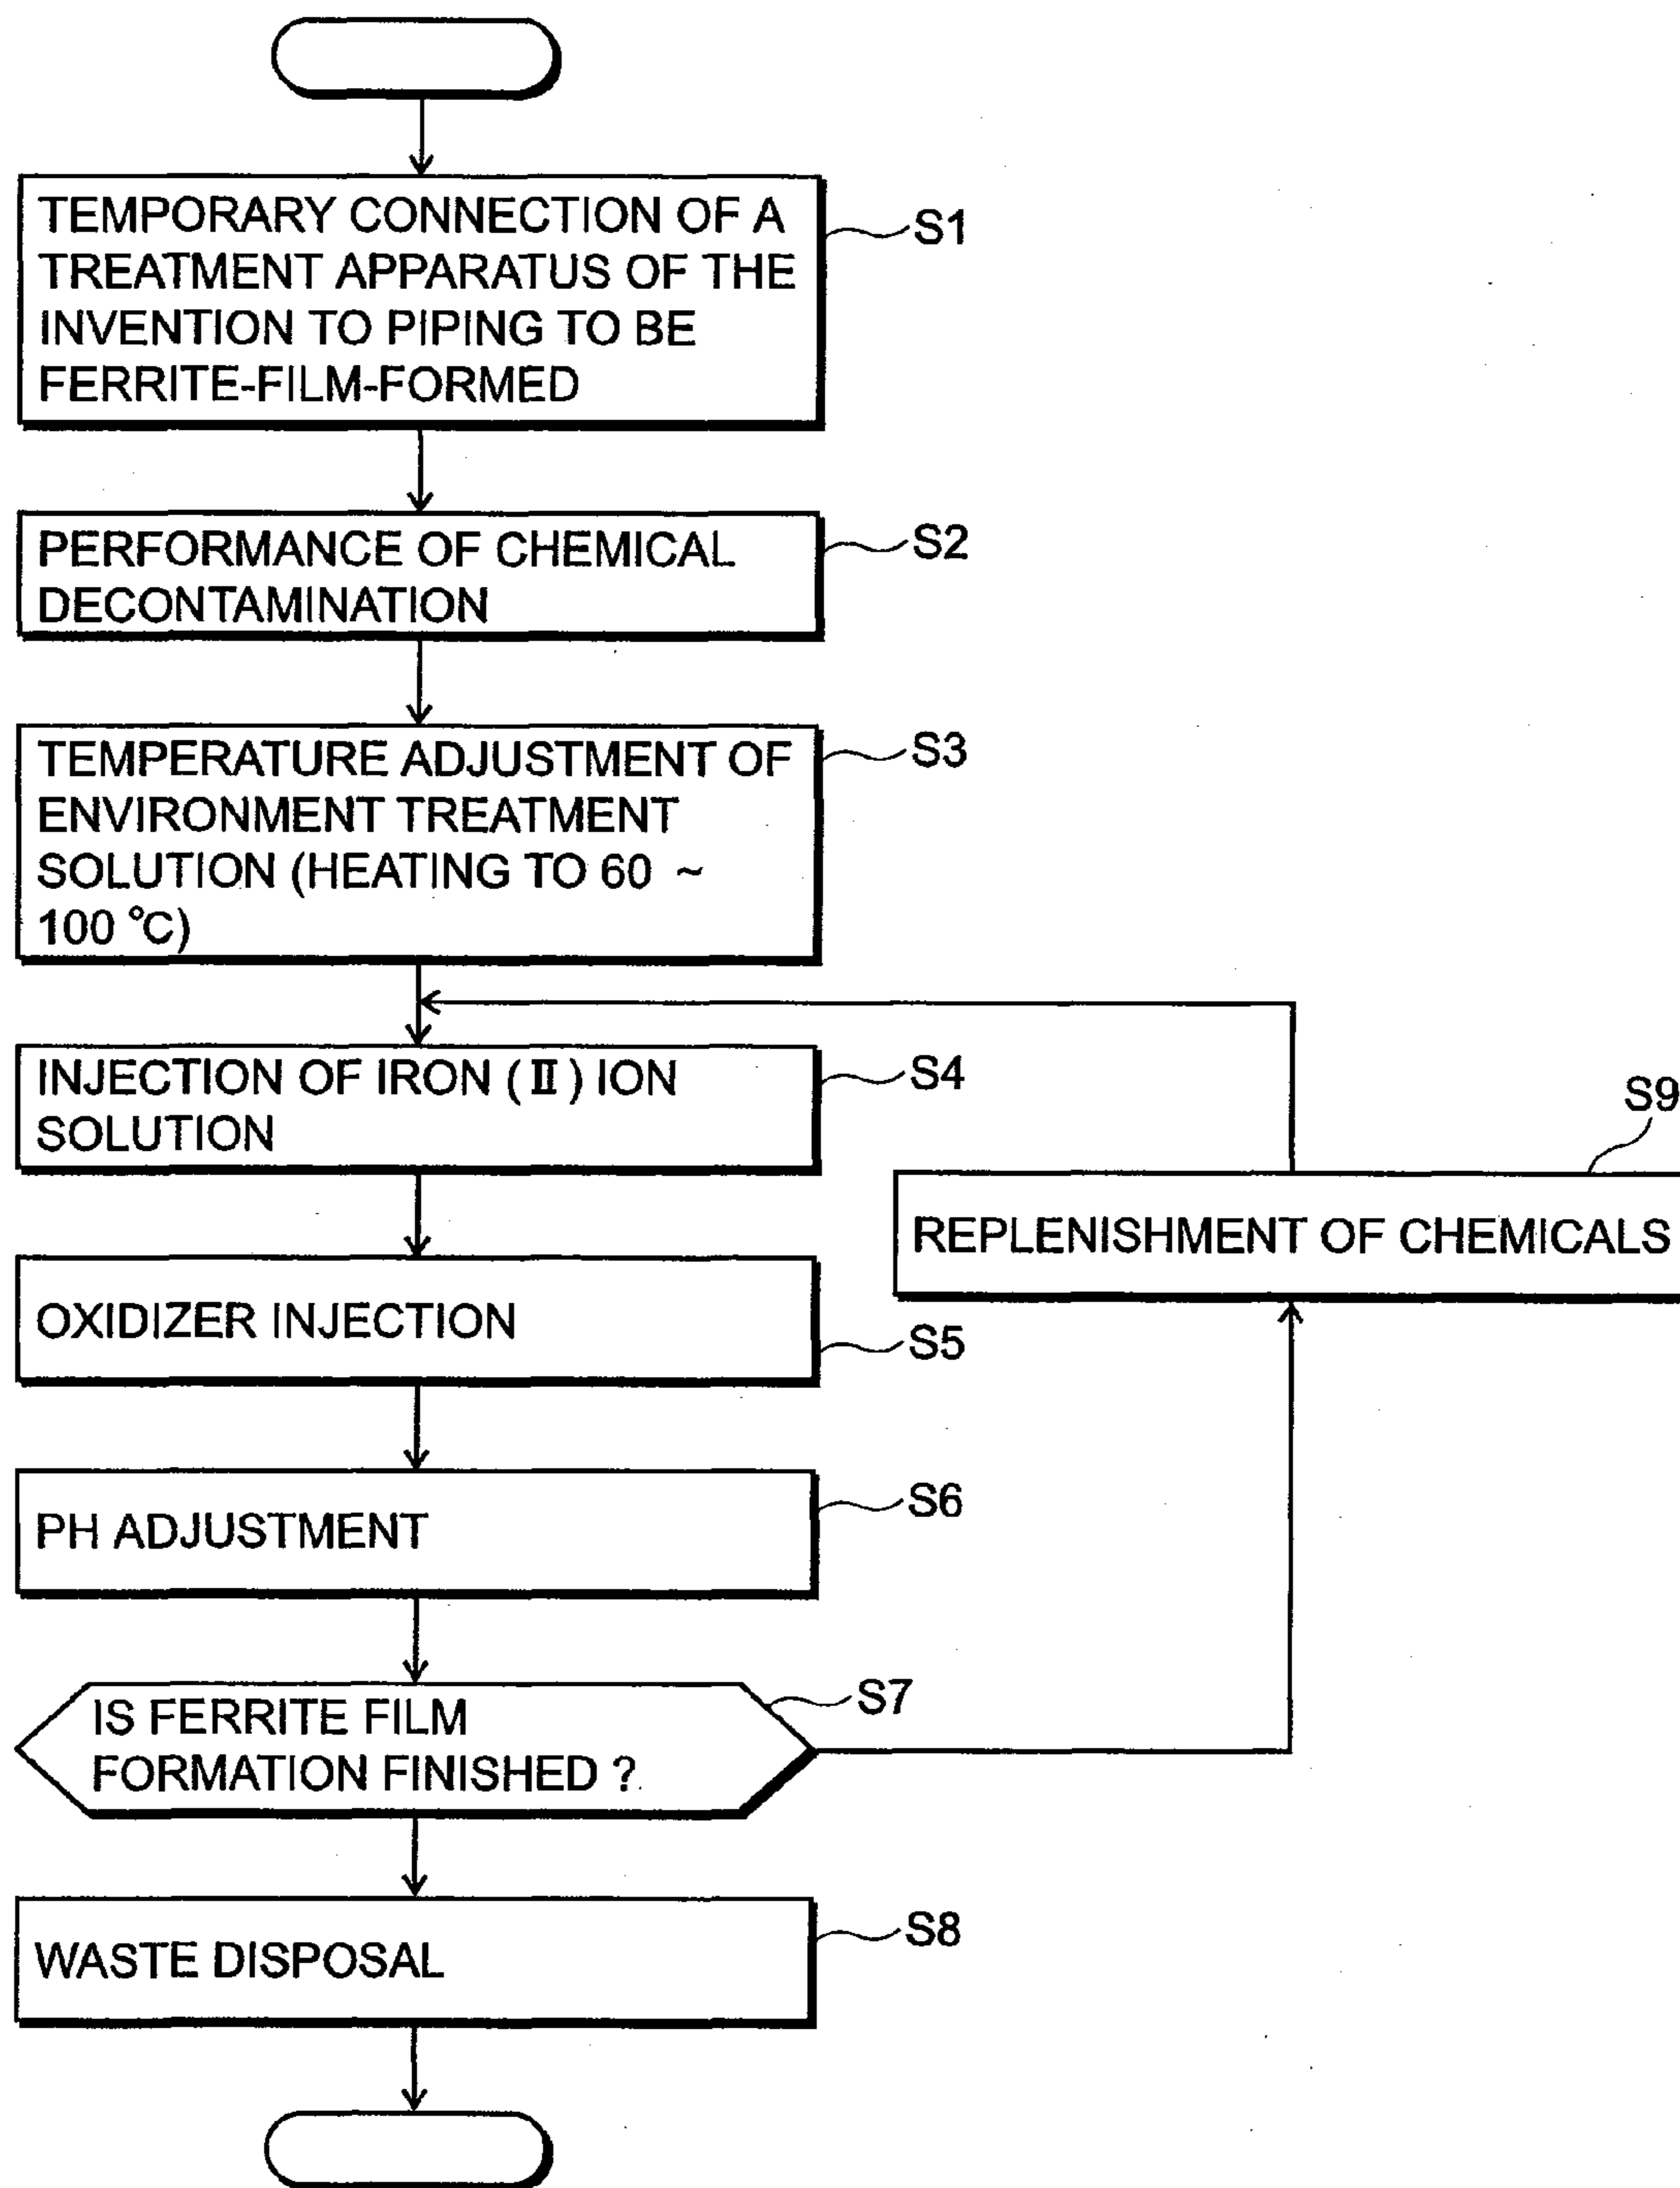 TEMPORARY CONNECTION OF A
TREATMENT APPARATUS OF THE
INVENTION TO PIPING TO BE
FERRITE-FILM-FORMED
S1
PERFORMANCE OF CHEMICAL
DECONTAMINATION
S2
TEMPERATURE ADJUSTMENT OF
ENVIRONMENT TREATMENT
SOLUTION (HEATING TO 60 ~
100 ℃)
S3
INJECTION OF IRON (Ⅱ) ION
SOLUTION
S4
S9
REPLENISHMENT OF CHEMICALS
OXIDIZER INJECTION
S5
PH ADJUSTMENT
S6
IS FERRITE FILM
FORMATION FINISHED ?
S7
WASTE DISPOSAL
S8